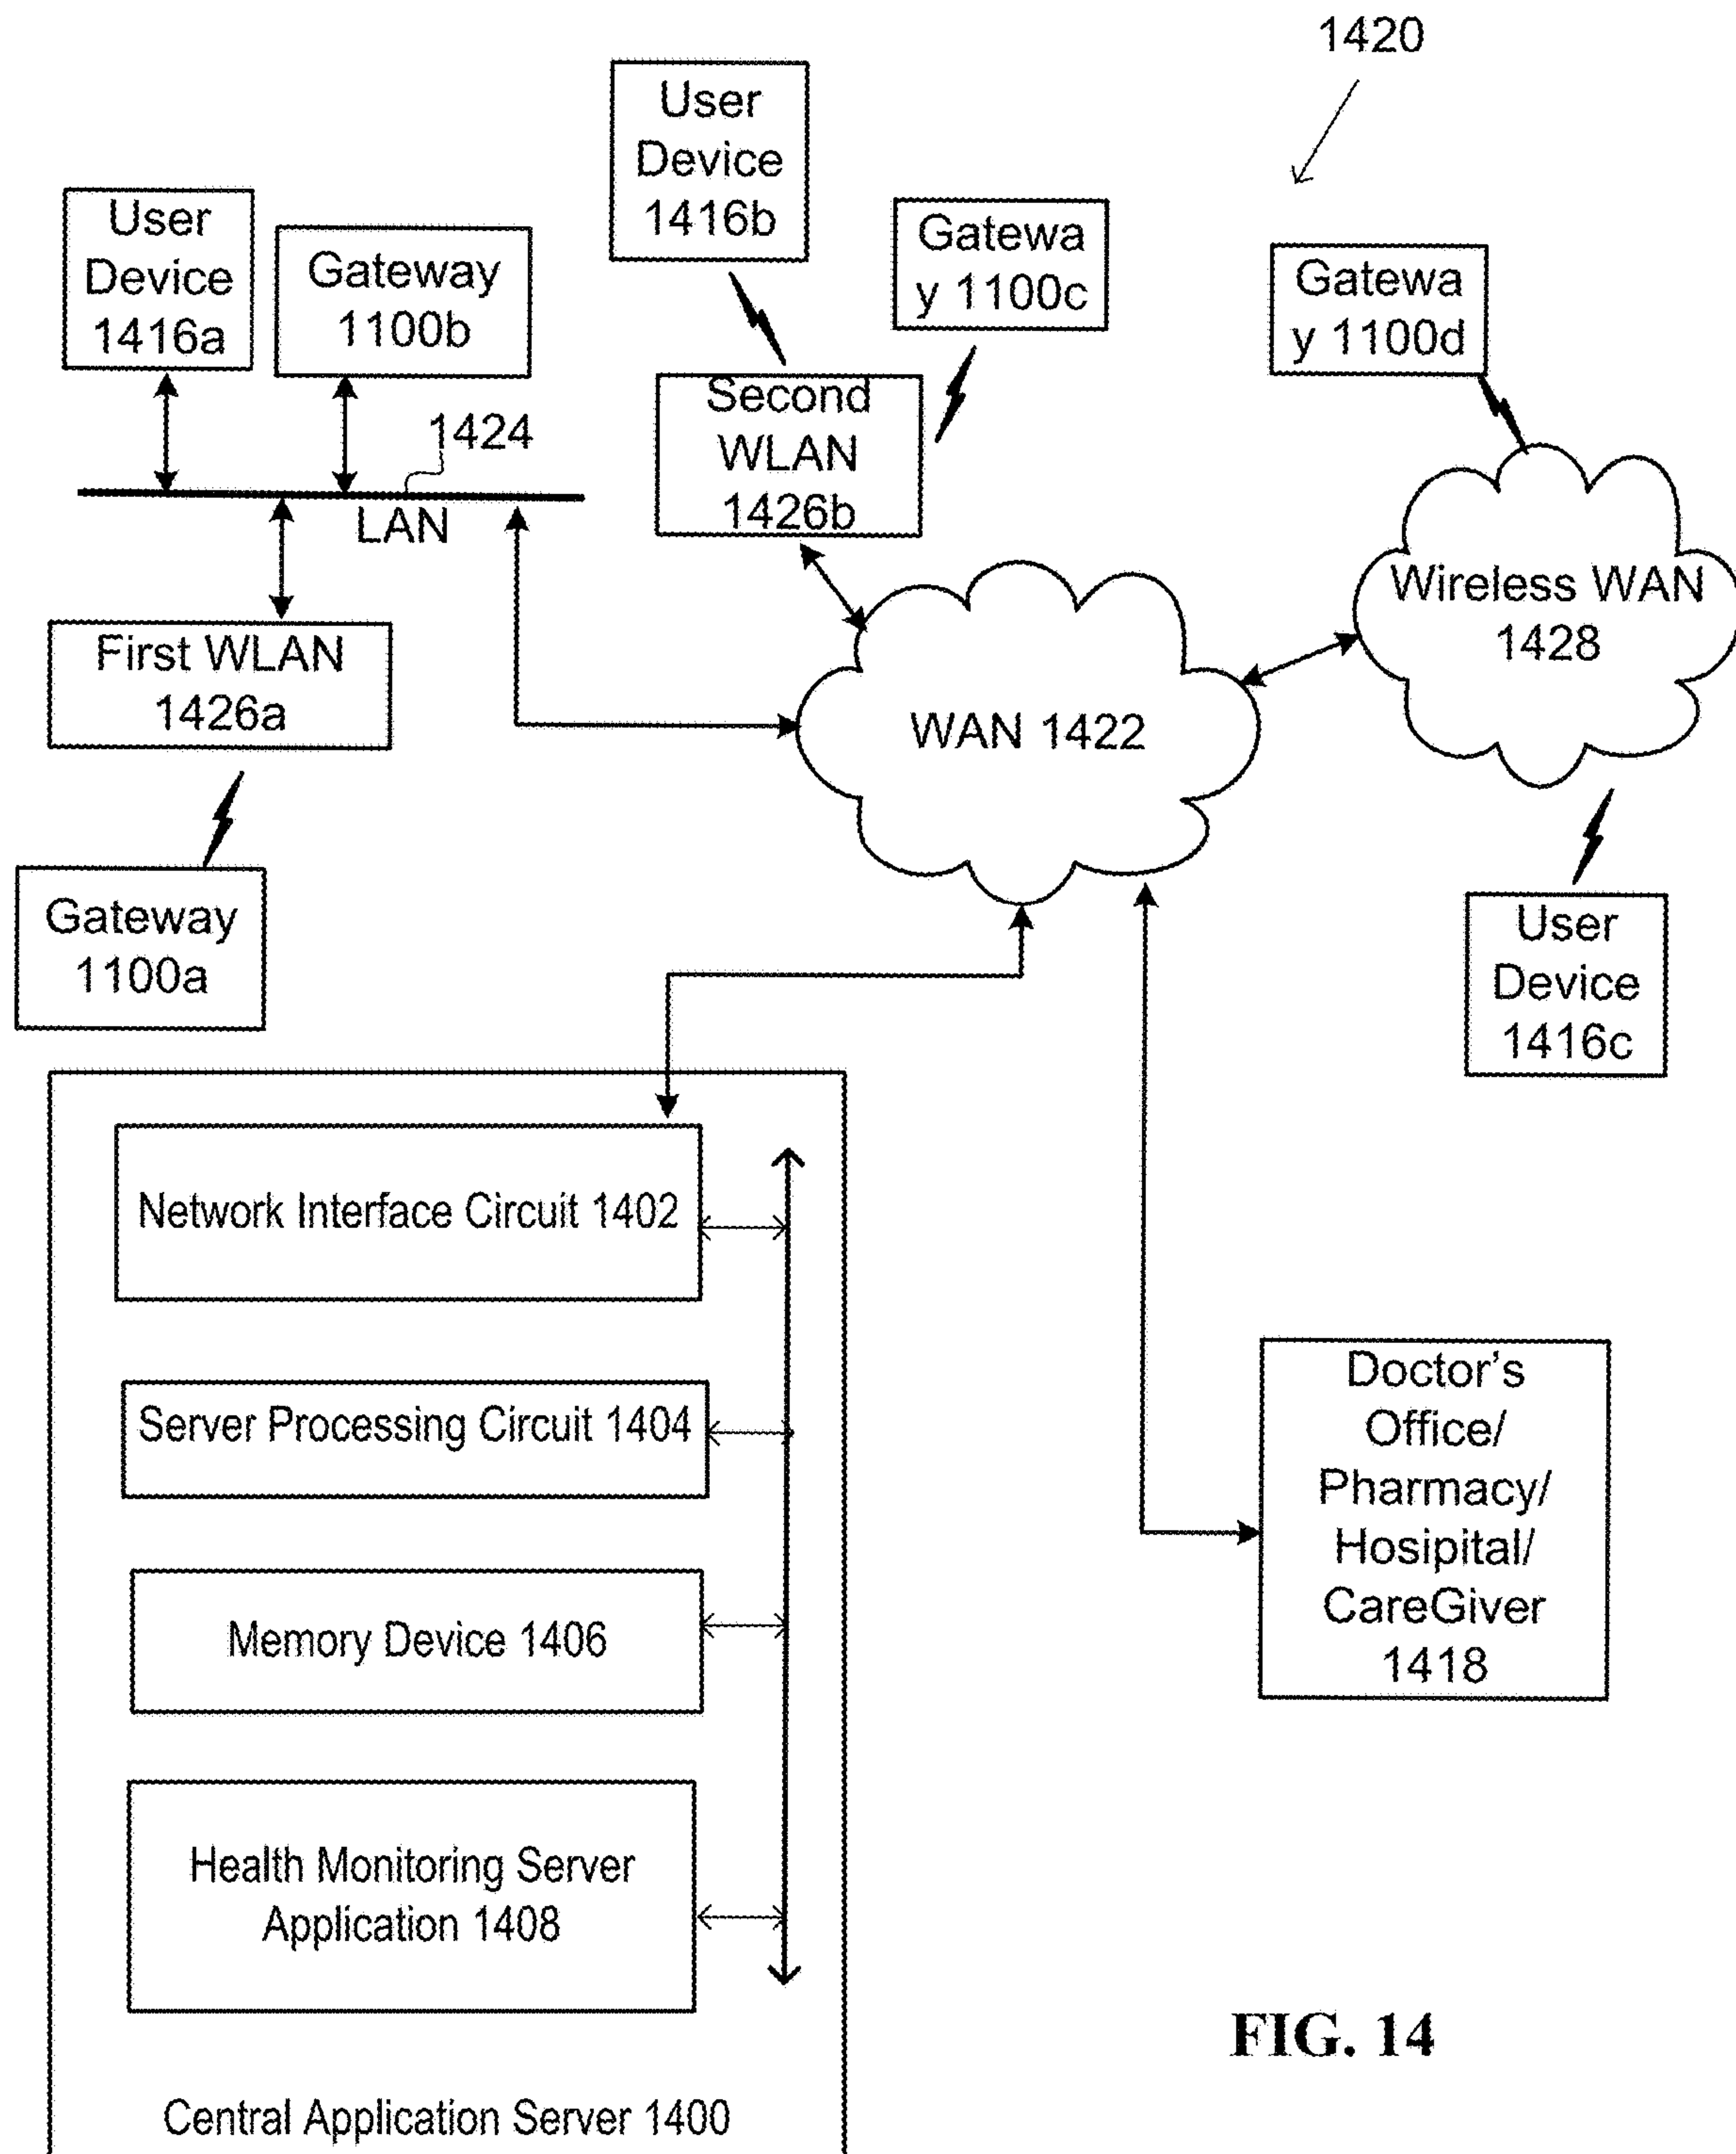 1420
User
Device
1416b
User
Device
1416a
Gateway
1100b
Gatewa
y 1100c
Gatewa
y 1100d
1424
LAN
Second
WLAN
1426b
Wireless WAN
1428
First WLAN
1426a
WAN 1422
Gateway
1100a
User
Device
1416c
Network Interface Circuit 1402
Server Processing Circuit 1404
Memory Device 1406
Health Monitoring Server
Application 1408
Central Application Server 1400
Doctor's
Office/
Pharmacy/
Hosipital/
CareGiver
1418
FIG. 14